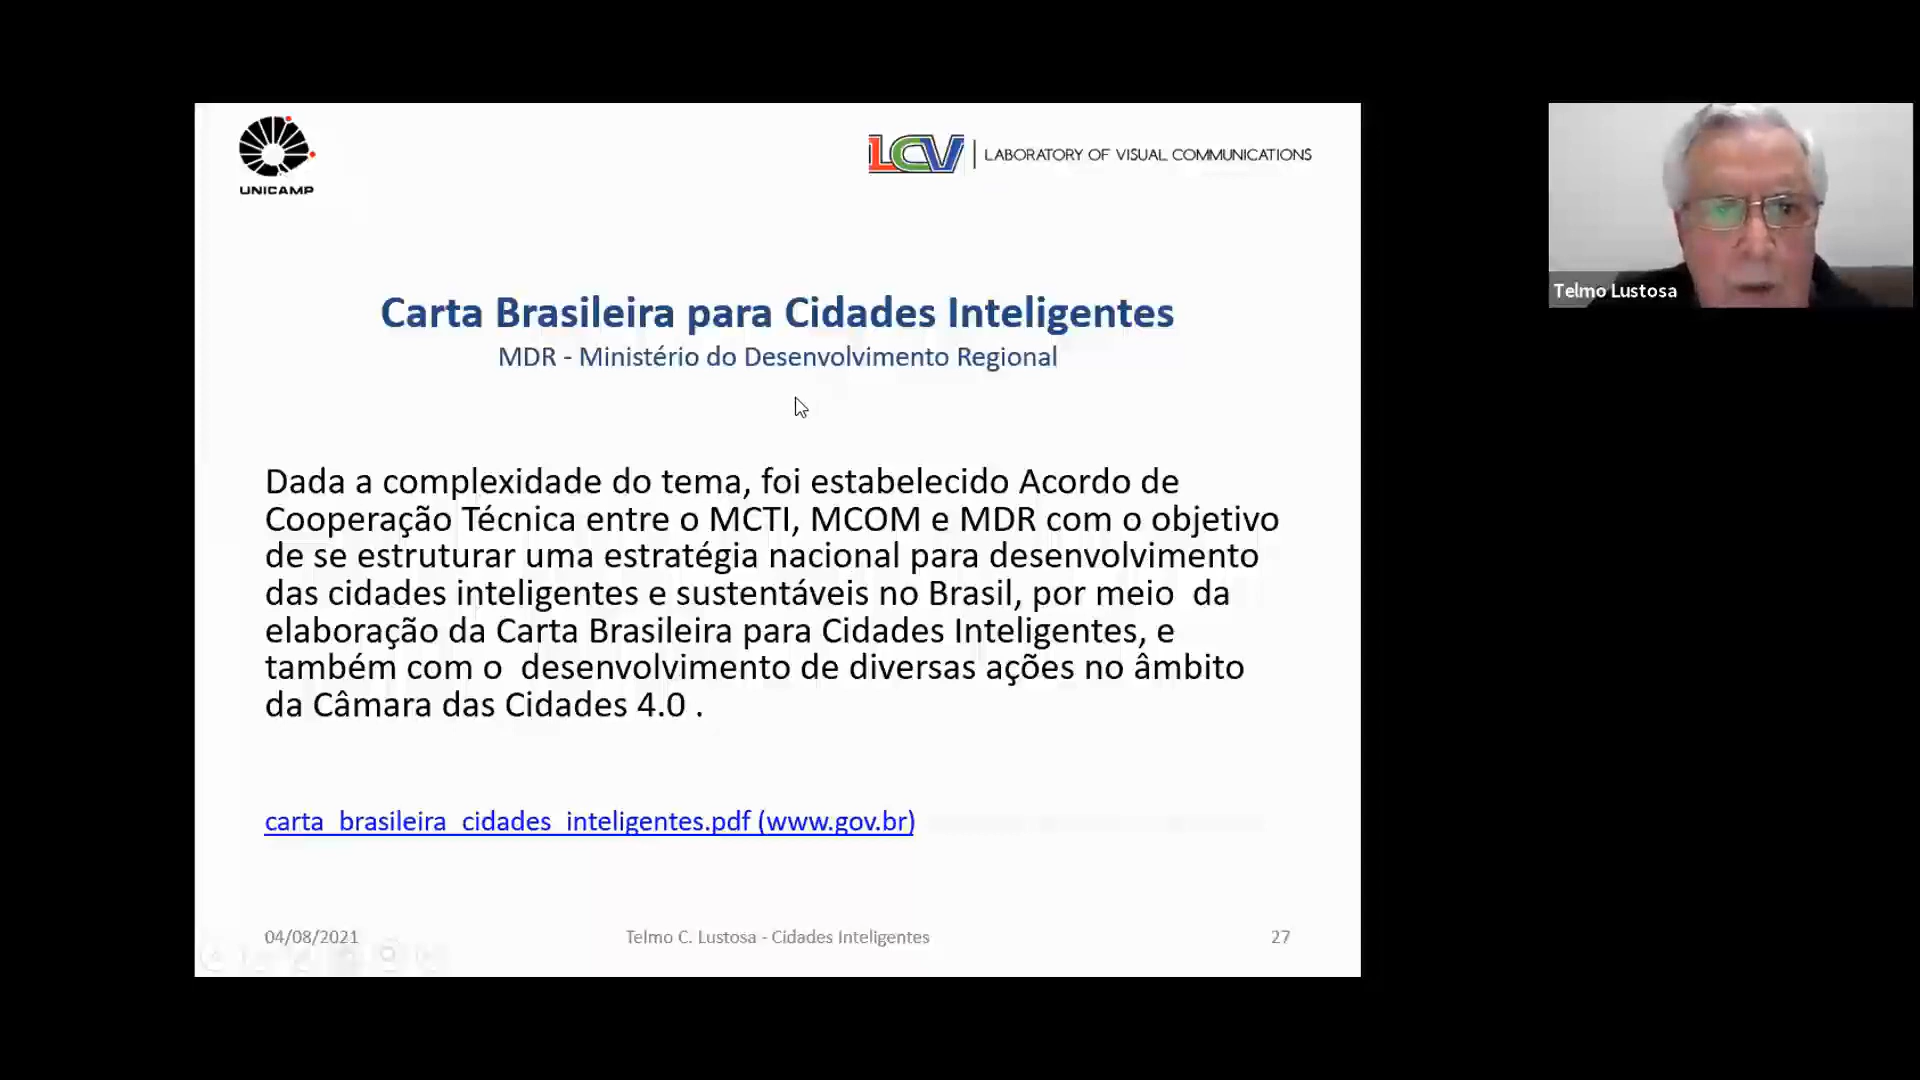 UNICAMP
LCV | LABORATORY OF VISUAL COMMUNICATIONS
Carta Brasileira para Cidades Inteligentes
MDR - Ministério do Desenvolvimento Regional
Dada a complexidade do tema, foi estabelecido Acordo de
Cooperação Técnica entre o MCTI, MCOM e MDR com o objetivo
de se estruturar uma estratégia nacional para desenvolvimento
das cidades inteligentes e sustentáveis no Brasil, por meio  da
elaboração da Carta Brasileira para Cidades Inteligentes, e
também com o  desenvolvimento de diversas ações no âmbito
da Câmara das Cidades 4.0 .
carta_brasileira_cidades_inteligentes.pdf (www.gov.br)
04/08/2021
Telmo C. Lustosa - Cidades Inteligentes
27
Telmo Lustosa